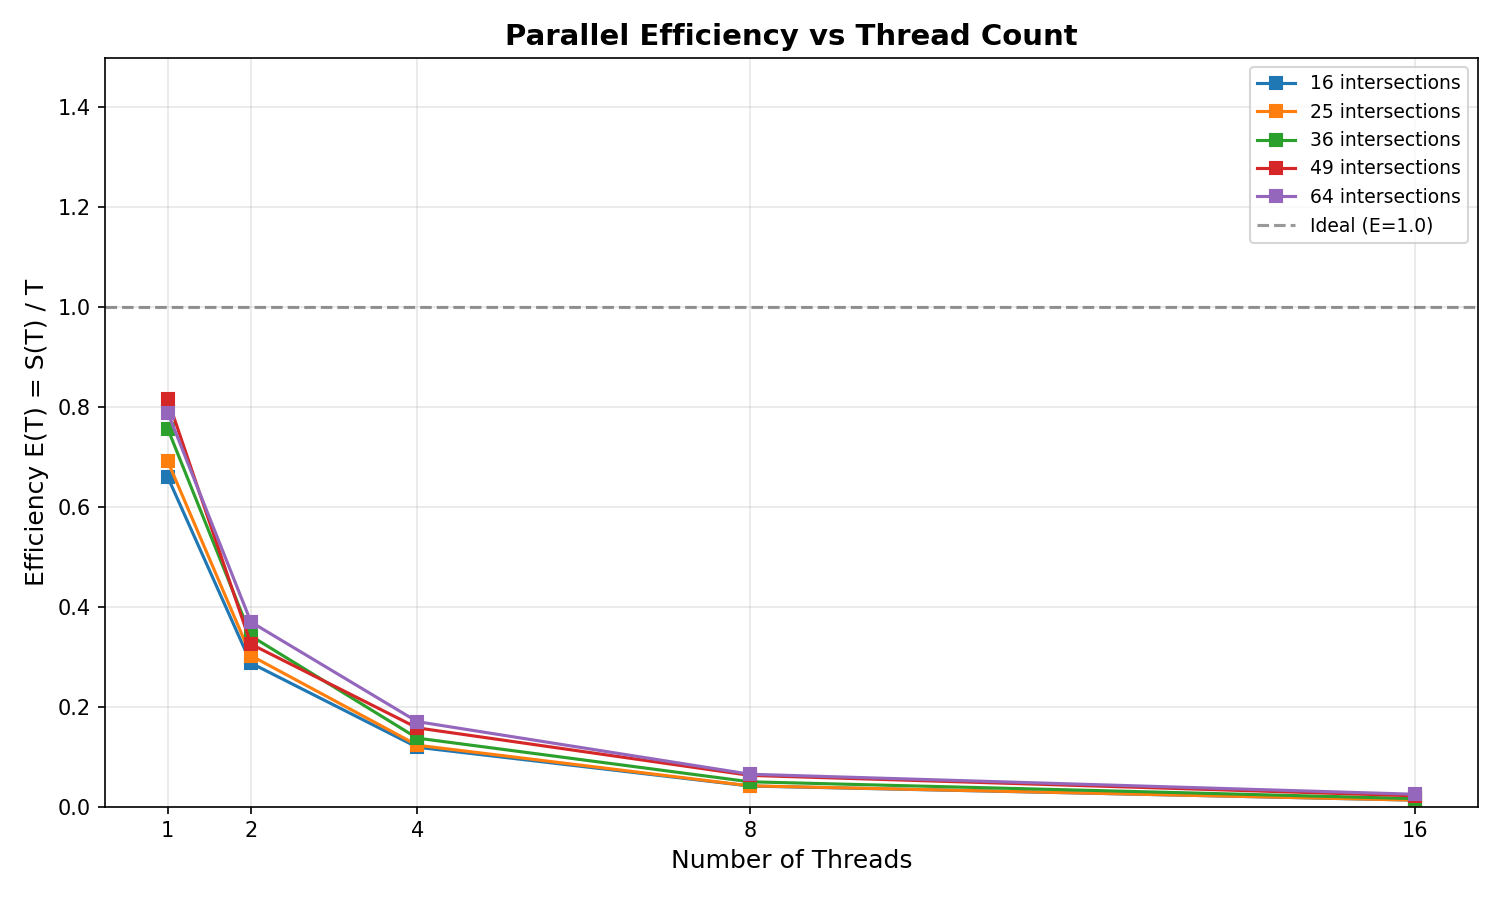 Parallel Efficiency vs Thread Count
Efficiency E(T) = S(T) / T
1.4
1.2
1.0
0.8
0.6
0.4
0.2
0.0
16 intersections
25 intersections
36 intersections
49 intersections
64 intersections
Ideal (E=1.0)
1 2 4 8 16
Number of Threads